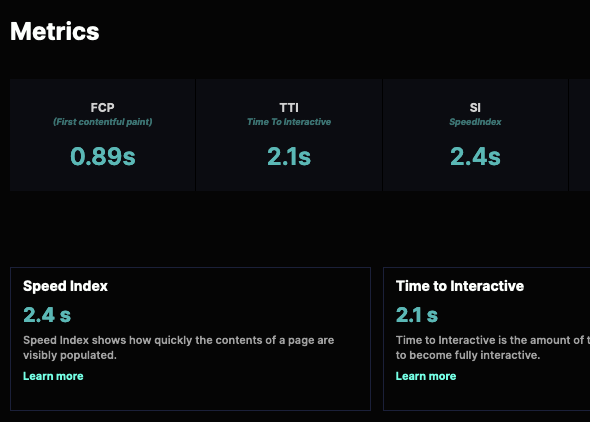 Metrics
FCP
(First contentful paint)
0.89s
TTI
Time To Interactive
2.1s
SI
SpeedIndex
2.4s
Speed Index
2.4 s
Speed Index shows how quickly the contents of a page are
visibly populated.
Learn more
Time to Interactive
2.1 s
Time to Interactive is the amount of
to become fully interactive.
Learn more